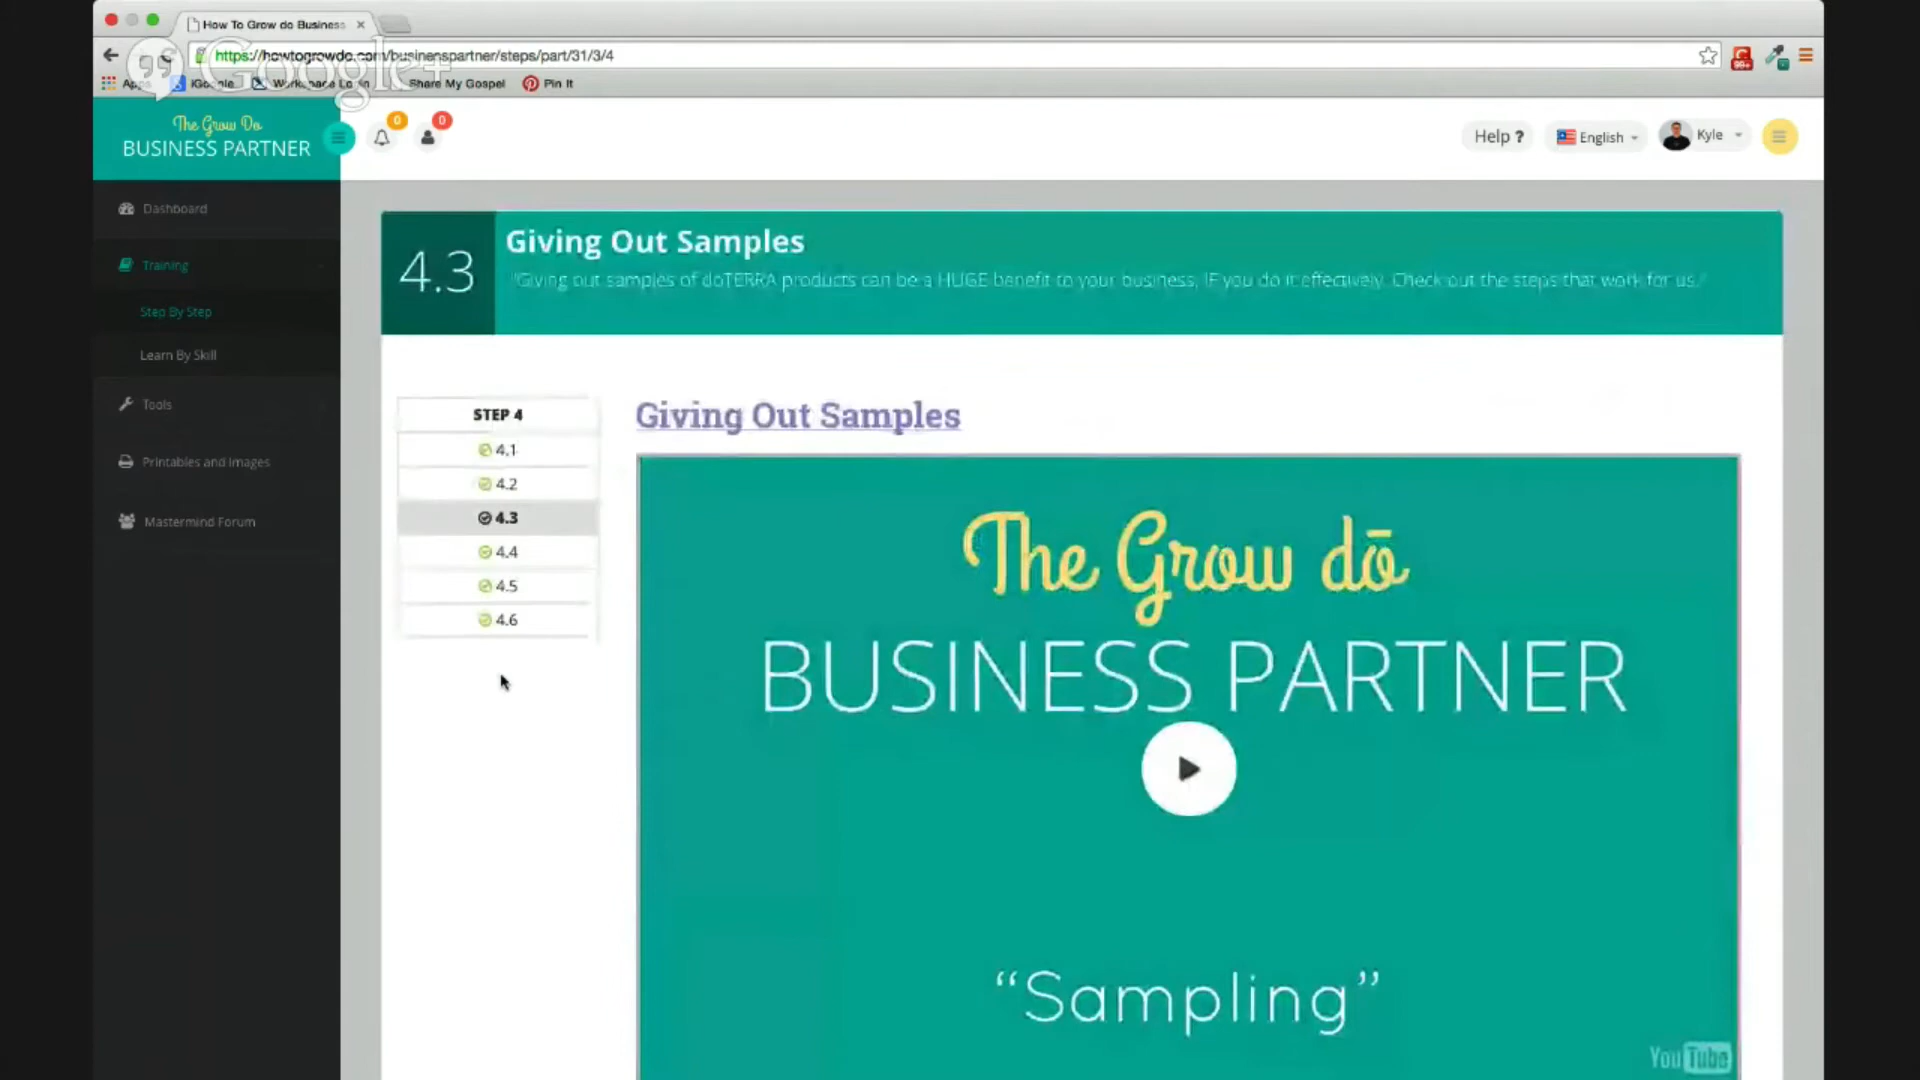 How To Grow do Business
https://howtogrowdo.com/businesspartner/steps/part/31/3/4
Google+
Apps iGoogle Workspace Login Share My Gospel Pin It
The Grow Do
BUSINESS PARTNER
0
0
Help ?
English
Kyle
Dashboard
Training
Step By Step
Learn By Skill
Tools
Printables and Images
Mastermind Forum
4.3
Giving Out Samples
"Giving out samples of doTERRA products can be a HUGE benefit to your business, IF you do it effectively. Check out the steps that work for us."
STEP 4
4.1
4.2
4.3
4.4
4.5
4.6
Giving Out Samples
The Grow dō
BUSINESS PARTNER
“Sampling”
YouTube